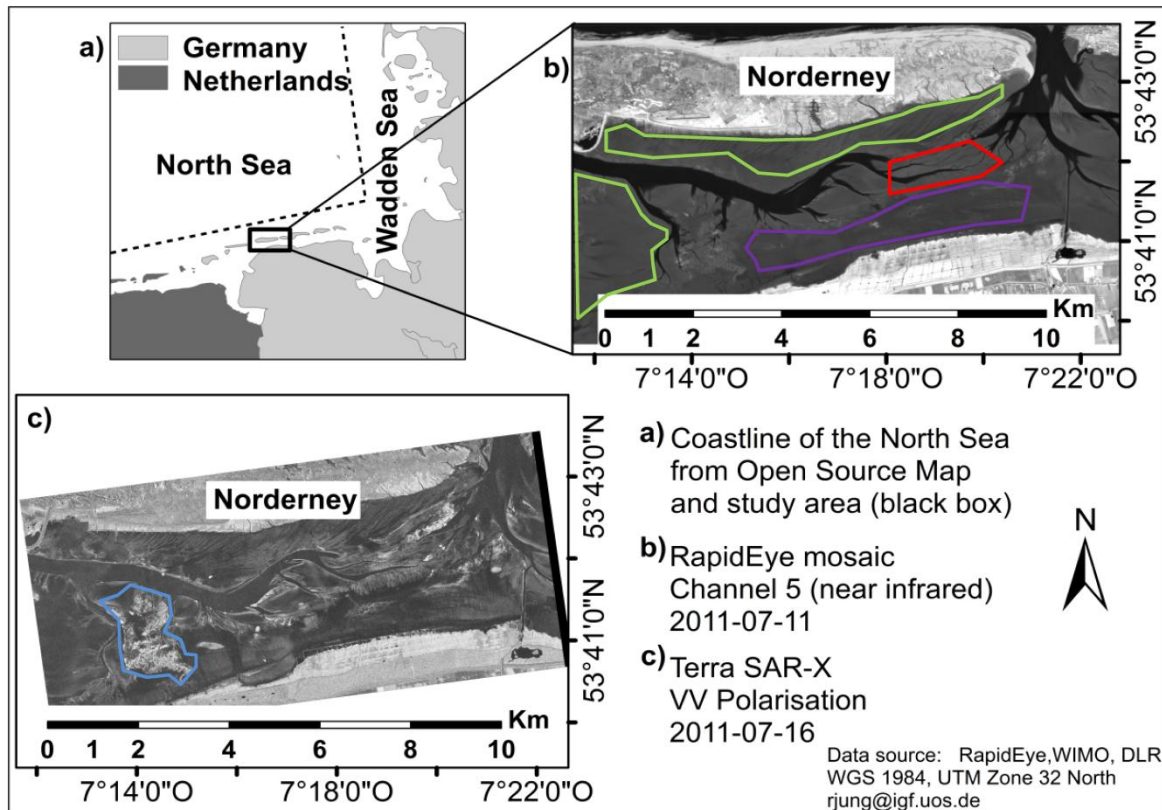 a)
Germany
Netherlands
North Sea
Wadden Sea
b)
Norderney
53°43'0"N
53°41'0"N
Km
0 1 2 4 6 8 10
7°14'0"O 7°18'0"O 7°22'0"O
c)
Norderney
53°43'0"N
53°41'0"N
Km
0 1 2 4 6 8 10
7°14'0"O 7°18'0"O 7°22'0"O
a) Coastline of the North Sea
from Open Source Map
and study area (black box)
b) RapidEye mosaic
Channel 5 (near infrared)
2011-07-11
c) Terra SAR-X
VV Polarisation
2011-07-16
N
Data source: RapidEye,WIMO, DLR
WGS 1984, UTM Zone 32 North
rjung@igf.uos.de